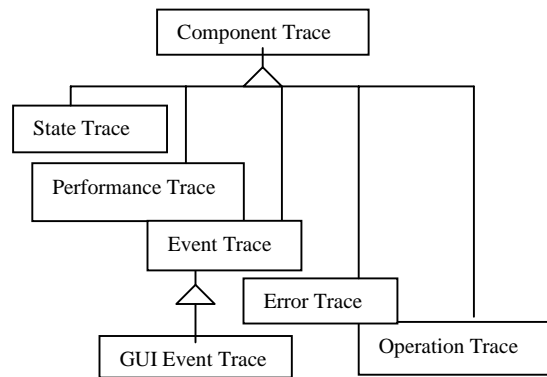 Component Trace
State Trace
Performance Trace
Event Trace
Error Trace
Operation Trace
GUI Event Trace